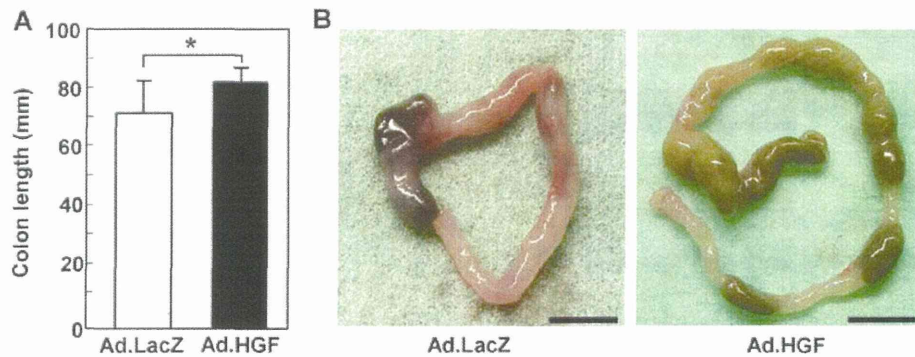 A
Colon length (mm)
100
80
60
40
20
0
*
Ad.LacZ Ad.HGF
B
Ad.LacZ
Ad.HGF